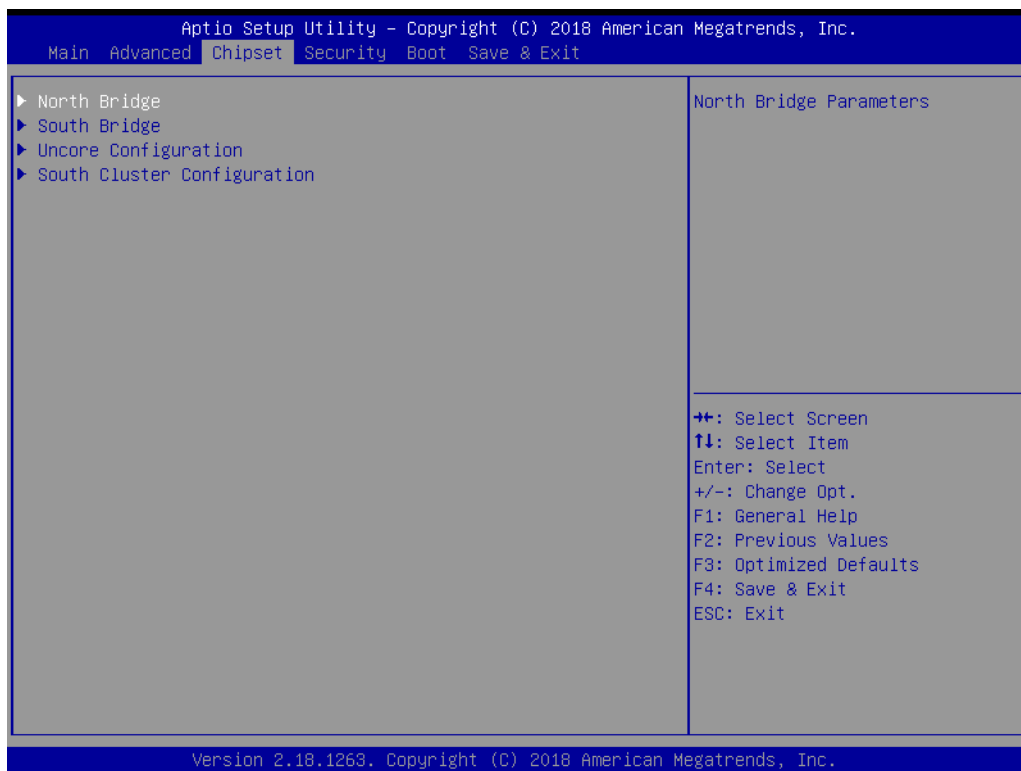 Aptio Setup Utility – Copyright (C) 2018 American Megatrends, Inc.
Main Advanced Chipset Security Boot Save & Exit
▶ North Bridge
▶ South Bridge
▶ Uncore Configuration
▶ South Cluster Configuration
North Bridge Parameters
→←: Select Screen
↑↓: Select Item
Enter: Select
+/-: Change Opt.
F1: General Help
F2: Previous Values
F3: Optimized Defaults
F4: Save & Exit
ESC: Exit
Version 2.18.1263. Copyright (C) 2018 American Megatrends, Inc.